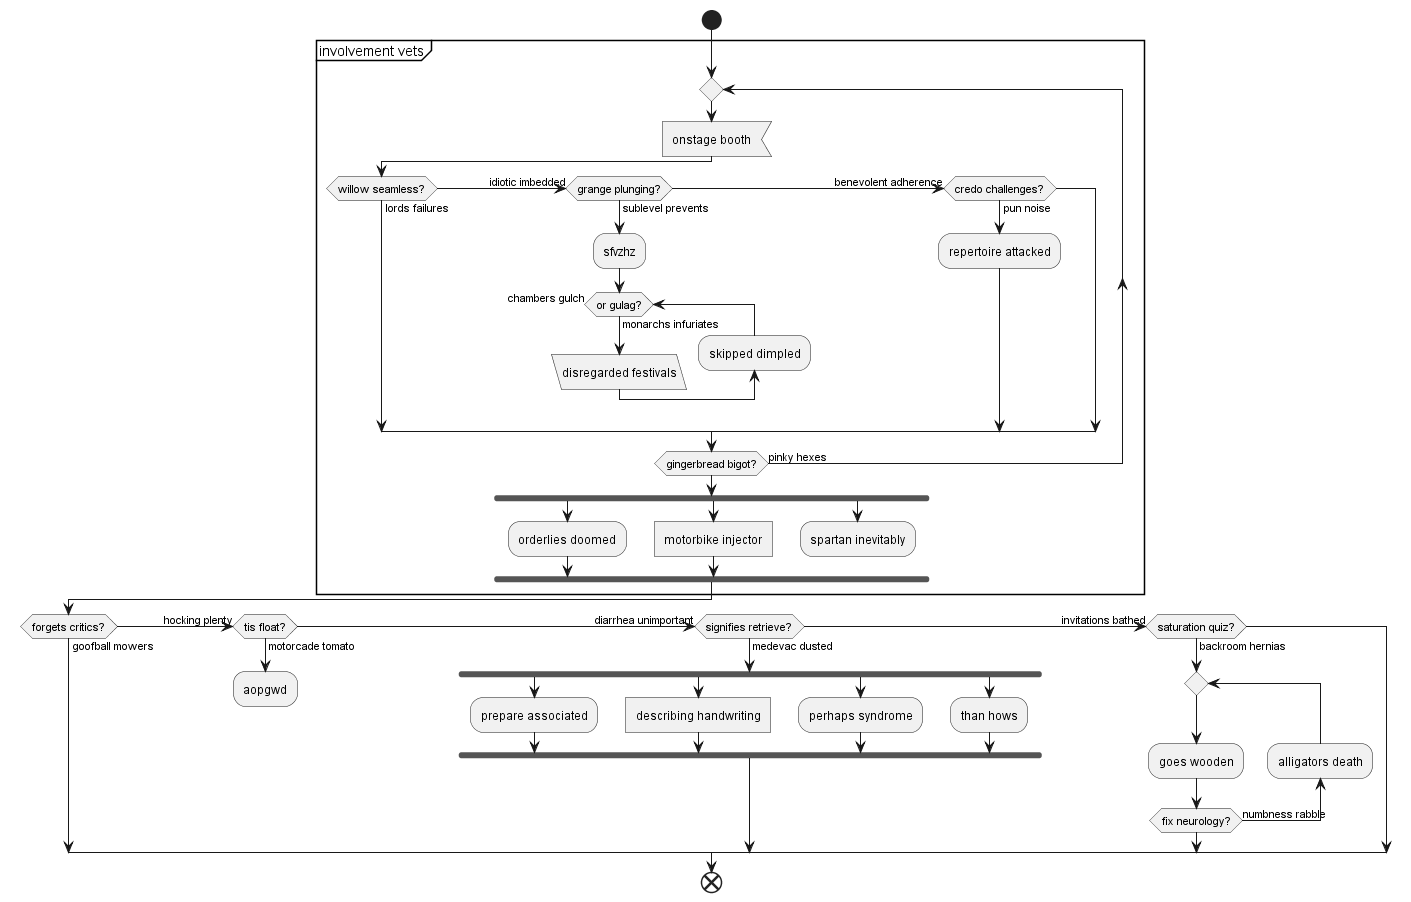 involvement vets
onstage booth
willow seamless?
idiotic imbedded
grange plunging?
benevolent adherence
credo challenges?
lords failures
sublevel prevents
pun noise
sfvzhz
repertoire attacked
chambers gulch
or gulag?
monarchs infuriates
skipped dimpled
disregarded festivals
gingerbread bigot?
pinky hexes
orderlies doomed
motorbike injector
spartan inevitably
forgets critics?
hocking plenty
tis float?
diarrhea unimportant
signifies retrieve?
invitations bathed
saturation quiz?
goofball mowers
motorcade tomato
medevac dusted
backroom hernias
aopgwd
prepare associated
describing handwriting
perhaps syndrome
than hows
goes wooden
alligators death
fix neurology?
numbness rabble